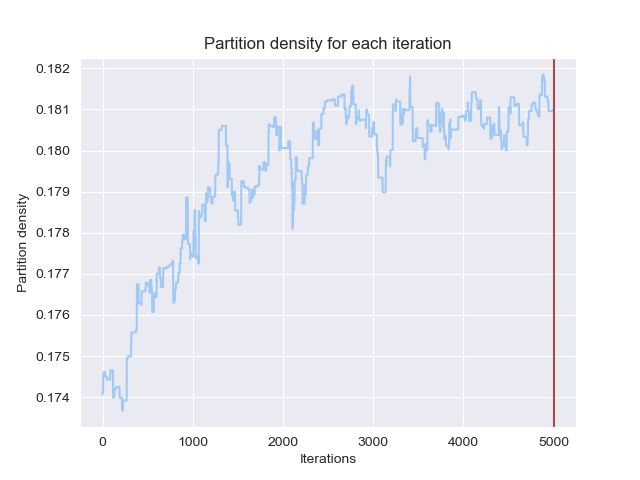 Partition density for each iteration
0.182
0.181
0.180
0.179
0.178
0.177
0.176
0.175
0.174
Partition density
0 1000 2000 3000 4000 5000
Iterations